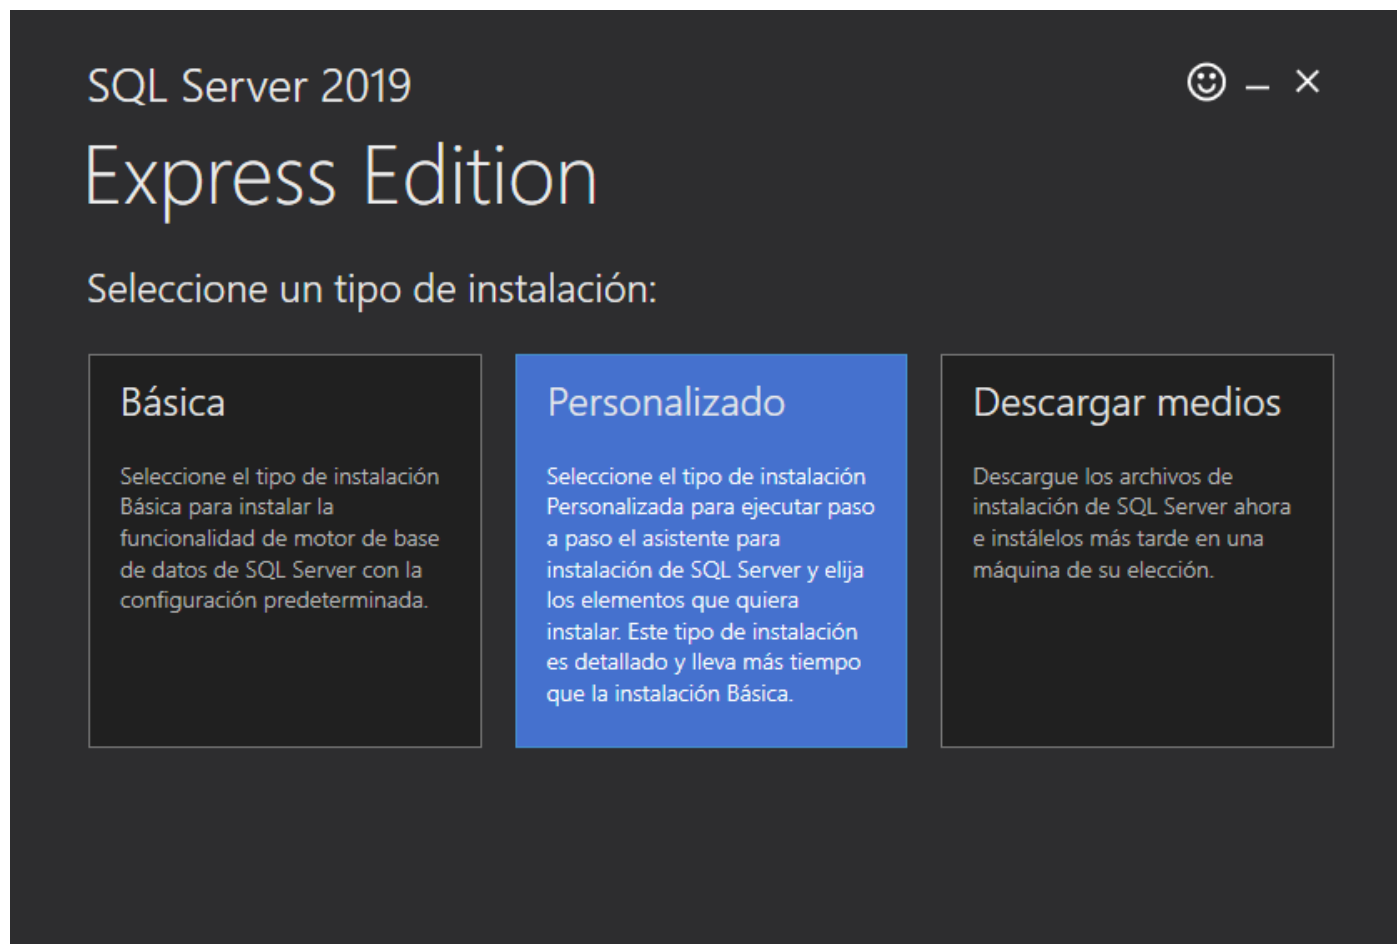 SQL Server 2019
Express Edition
Seleccione un tipo de instalación:
Básica
Seleccione el tipo de instalación
Básica para instalar la
funcionalidad de motor de base
de datos de SQL Server con la
configuración predeterminada.
Personalizado
Seleccione el tipo de instalación
Personalizada para ejecutar paso
a paso el asistente para
instalación de SQL Server y elija
los elementos que quiera
instalar. Este tipo de instalación
es detallado y lleva más tiempo
que la instalación Básica.
Descargar medios
Descargue los archivos de
instalación de SQL Server ahora
e instálelos más tarde en una
máquina de su elección.